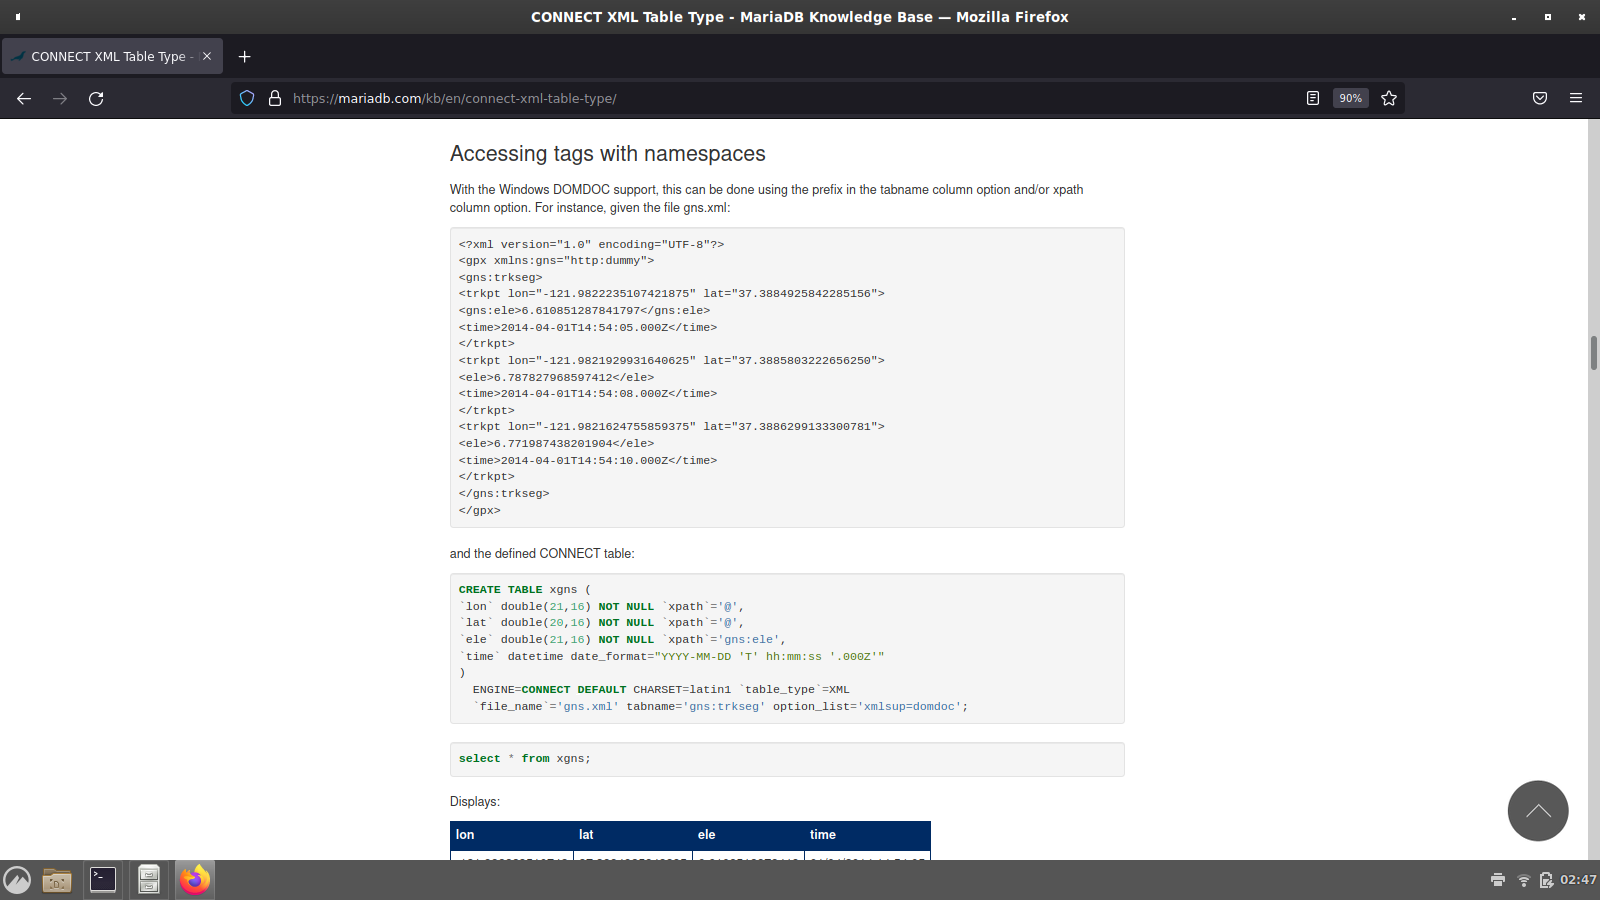 CONNECT XML Table Type - MariaDB Knowledge Base — Mozilla Firefox
CONNECT XML Table Type -
https://mariadb.com/kb/en/connect-xml-table-type/
90%
Accessing tags with namespaces
With the Windows DOMDOC support, this can be done using the prefix in the tabname column option and/or xpath
column option. For instance, given the file gns.xml:
<?xml version="1.0" encoding="UTF-8"?>
<gpx xmlns:gns="http:dummy">
<gns:trkseg>
<trkpt lon="-121.9822235107421875" lat="37.3884925842285156">
<gns:ele>6.610851287841797</gns:ele>
<time>2014-04-01T14:54:05.000Z</time>
</trkpt>
<trkpt lon="-121.9821929931640625" lat="37.3885803222656250">
<ele>6.787827968597412</ele>
<time>2014-04-01T14:54:08.000Z</time>
</trkpt>
<trkpt lon="-121.9821624755859375" lat="37.3886299133300781">
<ele>6.771987438201904</ele>
<time>2014-04-01T14:54:10.000Z</time>
</trkpt>
</gns:trkseg>
</gpx>
and the defined CONNECT table:
CREATE TABLE xgns (
`lon` double(21,16) NOT NULL `xpath`='@',
`lat` double(20,16) NOT NULL `xpath`='@',
`ele` double(21,16) NOT NULL `xpath`='gns:ele',
`time` datetime date_format="YYYY-MM-DD 'T' hh:mm:ss '.000Z'"
)
ENGINE=CONNECT DEFAULT CHARSET=latin1 `table_type`=XML
`file_name`='gns.xml' tabname='gns:trkseg' option_list='xmlsup=domdoc';
select * from xgns;
Displays:
lon lat ele time
02:47